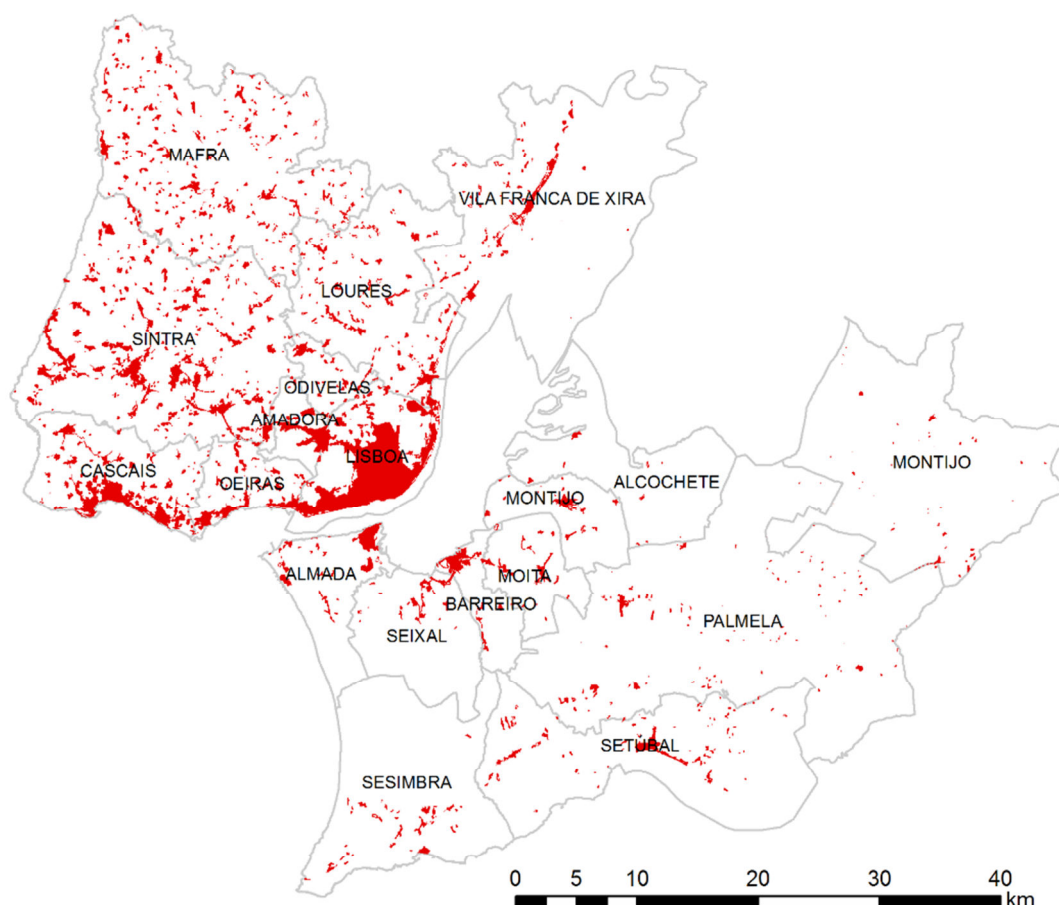 MAFRA
VILA FRANCA DE XIRA
LOURES
SINTRA
ODIVELAS
AMADORA
LISBOA
CASCAIS
OEIRAS
MONTIJO
ALCOCHETE
MONTIJO
ALMADA
MOITA
BARREIRO
SEIXAL
PALMELA
SETUBAL
SESIMBRA
0 5 10 20 30 40
km